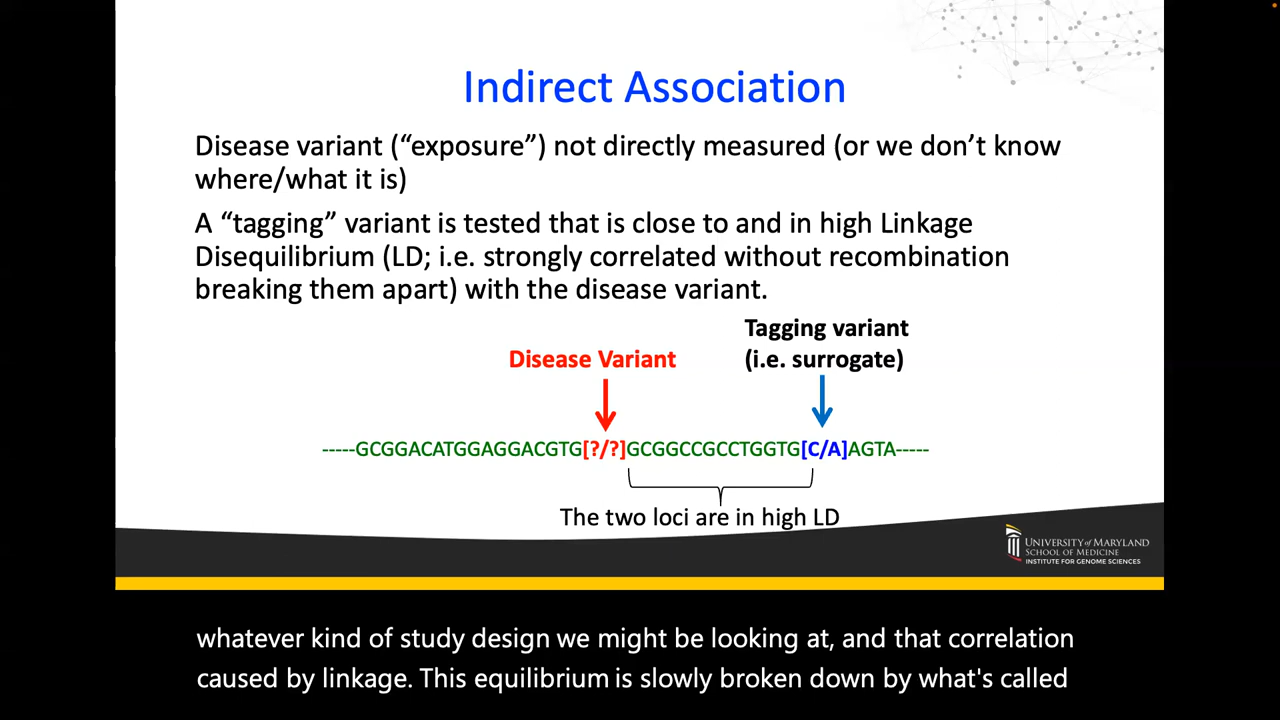 Indirect Association
Disease variant (“exposure”) not directly measured (or we don’t know
where/what it is)
A “tagging” variant is tested that is close to and in high Linkage
Disequilibrium (LD; i.e. strongly correlated without recombination
breaking them apart) with the disease variant.
Tagging variant
(i.e. surrogate)
Disease Variant
-----GCGGACATGGAGGACGTG[?/?]GCGGCCGCCTGGTG[C/A]AGTA-----
The two loci are in high LD
UNIVERSITY of MARYLAND
SCHOOL OF MEDICINE
INSTITUTE FOR GENOME SCIENCES
whatever kind of study design we might be looking at, and that correlation
caused by linkage. This equilibrium is slowly broken down by what's called